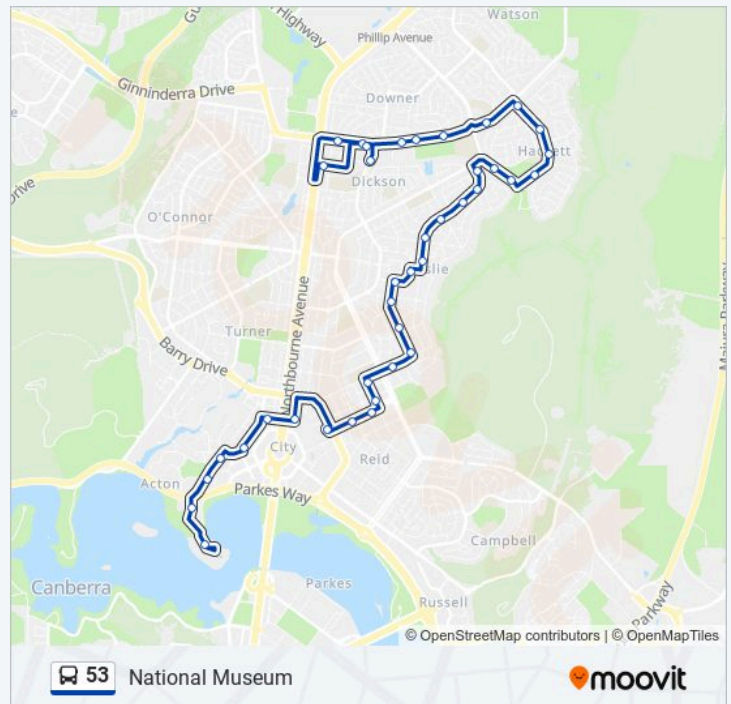 Watson
Highway
Phillip Avenue
Ginninderra Drive
Downer
Hackett
Drive
Dickson
O'Connor
Majura Parkway
Northbourne Avenue
Turner
Barry Drive
City
Reid
Acton
Parkes Way
Campbell
Canberra
Parkes
Russell
Parkway
© OpenStreetMap contributors | © OpenMapTiles
53 National Museum
moovit